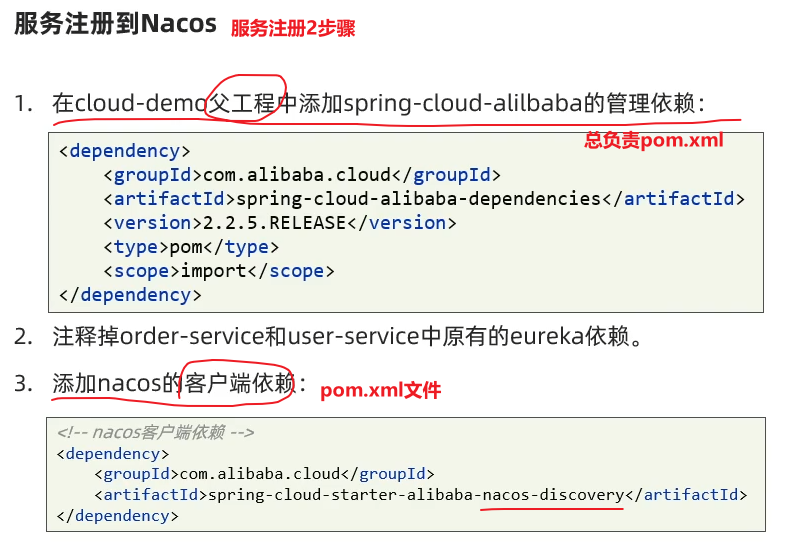 服务注册到Nacos 服务注册2步骤
1. 在cloud-demo父工程中添加spring-cloud-alilbaba的管理依赖：
总负责pom.xml
<dependency>
<groupId>com.alibaba.cloud</groupId>
<artifactId>spring-cloud-alibaba-dependencies</artifactId>
<version>2.2.5.RELEASE</version>
<type>pom</type>
<scope>import</scope>
</dependency>
2. 注释掉order-service和user-service中原有的eureka依赖。
3. 添加nacos的客户端依赖： pom.xml文件
<!-- nacos客户端依赖 -->
<dependency>
<groupId>com.alibaba.cloud</groupId>
<artifactId>spring-cloud-starter-alibaba-nacos-discovery</artifactId>
</dependency>